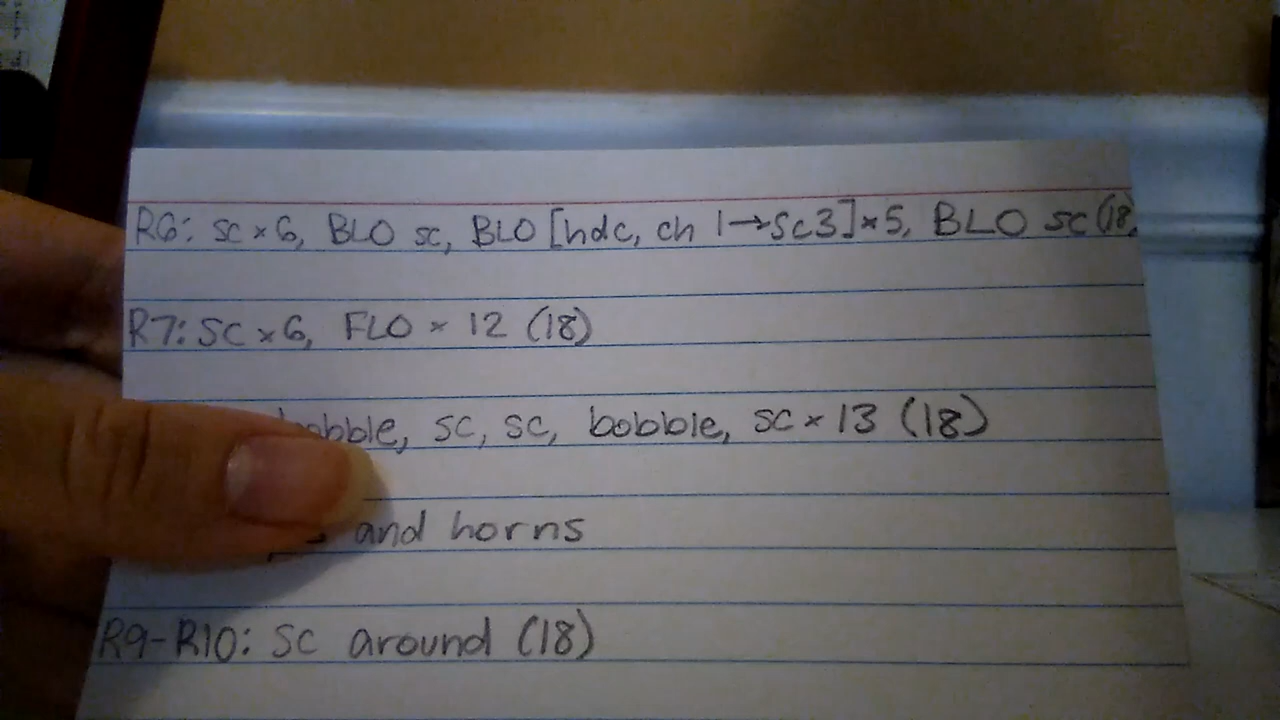 R6: sc × 6, BLO sc, BLO [hdc, ch 1→sc3]×5, BLO sc (18)
R7: sc × 6, FLO × 12 (18)
bobble, sc, sc, bobble, sc × 13 (18)
and horns
R9-R10: sc around (18)